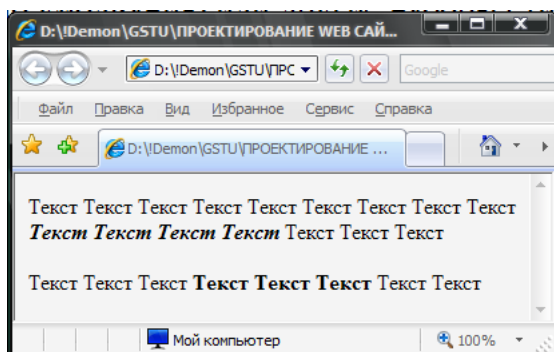 D:\!Demon\GSTU\ПРОЕКТИРОВАНИЕ WEB САЙ...
D:\!Demon\GSTU\ПРС
Google
Файл Правка Вид Избранное Сервис Справка
D:\!Demon\GSTU\ПРОЕКТИРОВАНИЕ ...
Текст Текст Текст Текст Текст Текст Текст Текст Текст
Текст Текст Текст Текст Текст Текст Текст
Текст Текст Текст Текст Текст Текст Текст Текст
Мой компьютер 100%